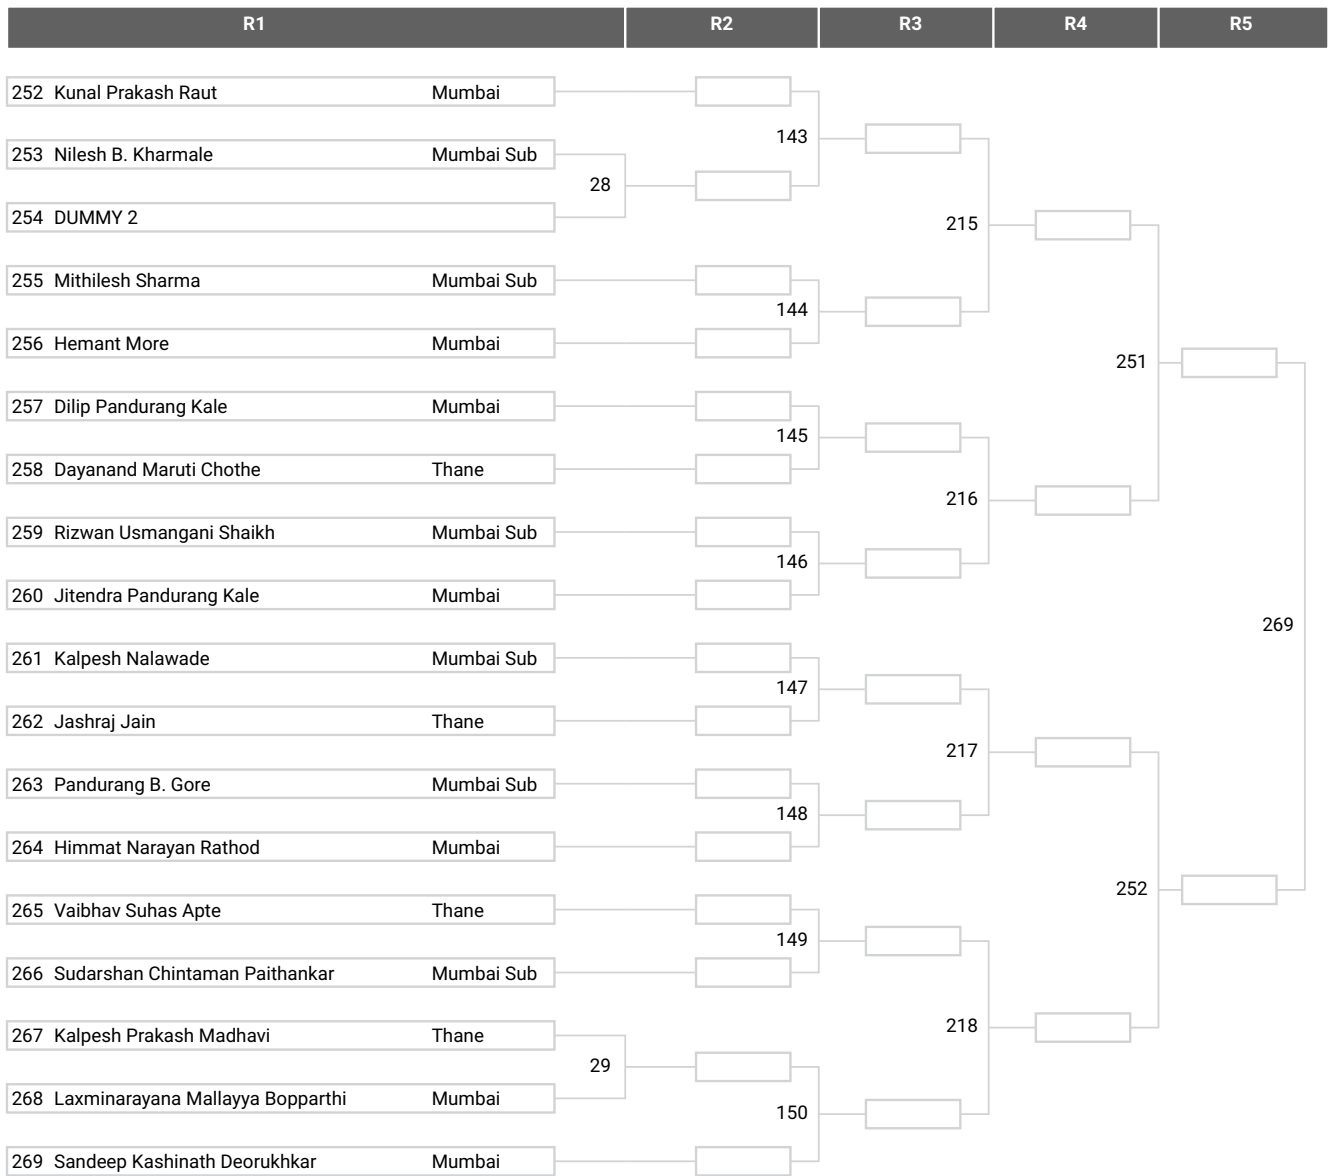 R1 R2 R3 R4 R5
252 Kunal Prakash Raut Mumbai
143
253 Nilesh B. Kharmale Mumbai Sub
28
254 DUMMY 2
215
255 Mithilesh Sharma Mumbai Sub
144
256 Hemant More Mumbai
251
257 Dilip Pandurang Kale Mumbai
145
258 Dayanand Maruti Chothe Thane
216
259 Rizwan Usmangani Shaikh Mumbai Sub
146
260 Jitendra Pandurang Kale Mumbai
269
261 Kalpesh Nalawade Mumbai Sub
147
262 Jashraj Jain Thane
217
263 Pandurang B. Gore Mumbai Sub
148
264 Himmat Narayan Rathod Mumbai
252
265 Vaibhav Suhas Apte Thane
149
266 Sudarshan Chintaman Paithankar Mumbai Sub
218
267 Kalpesh Prakash Madhavi Thane
29
268 Laxminarayana Mallayya Bopparthi Mumbai
150
269 Sandeep Kashinath Deorukhkar Mumbai